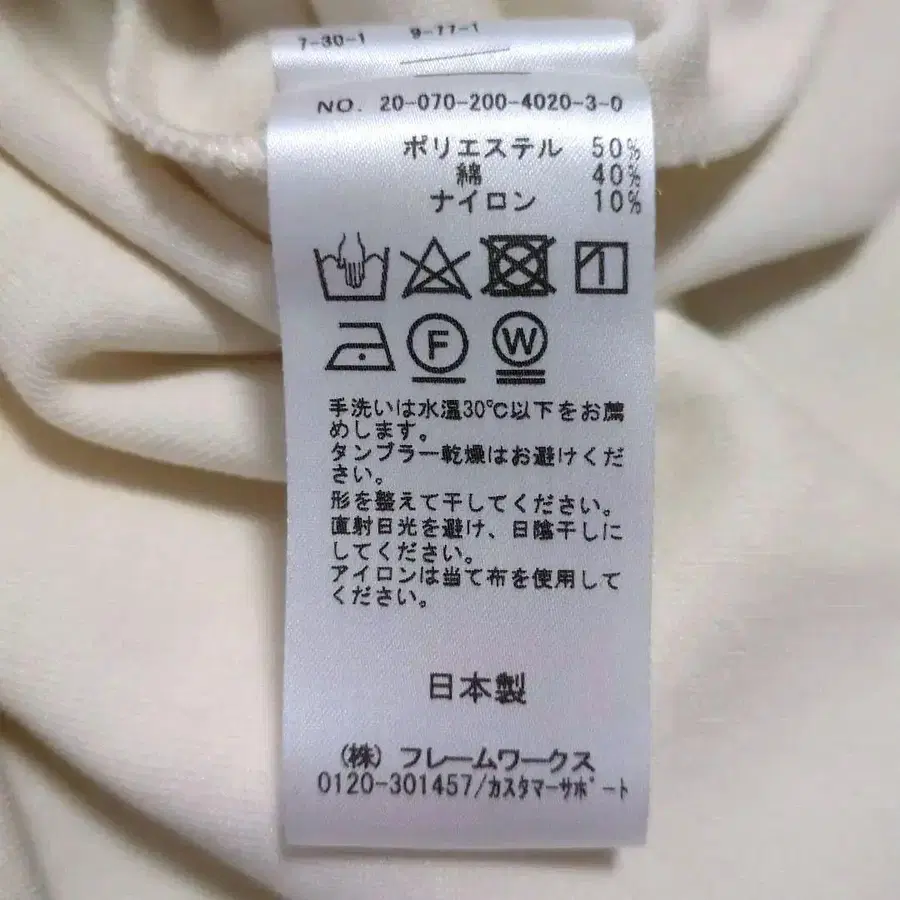 7-30-1 9-77-1
NO. 20-070-200-4020-3-0
ポリエステル 50%
綿 40%
ナイロン 10%
F W
手洗いは水温30℃以下をお薦
めします。
タンブラー乾燥はお避けくだ
さい。
形を整えて干してください。
直射日光を避け、日陰干しに
してください。
アイロンは当て布を使用して
ください。
日本製
(株) フレームワークス
0120-301457/カスタマーサポート